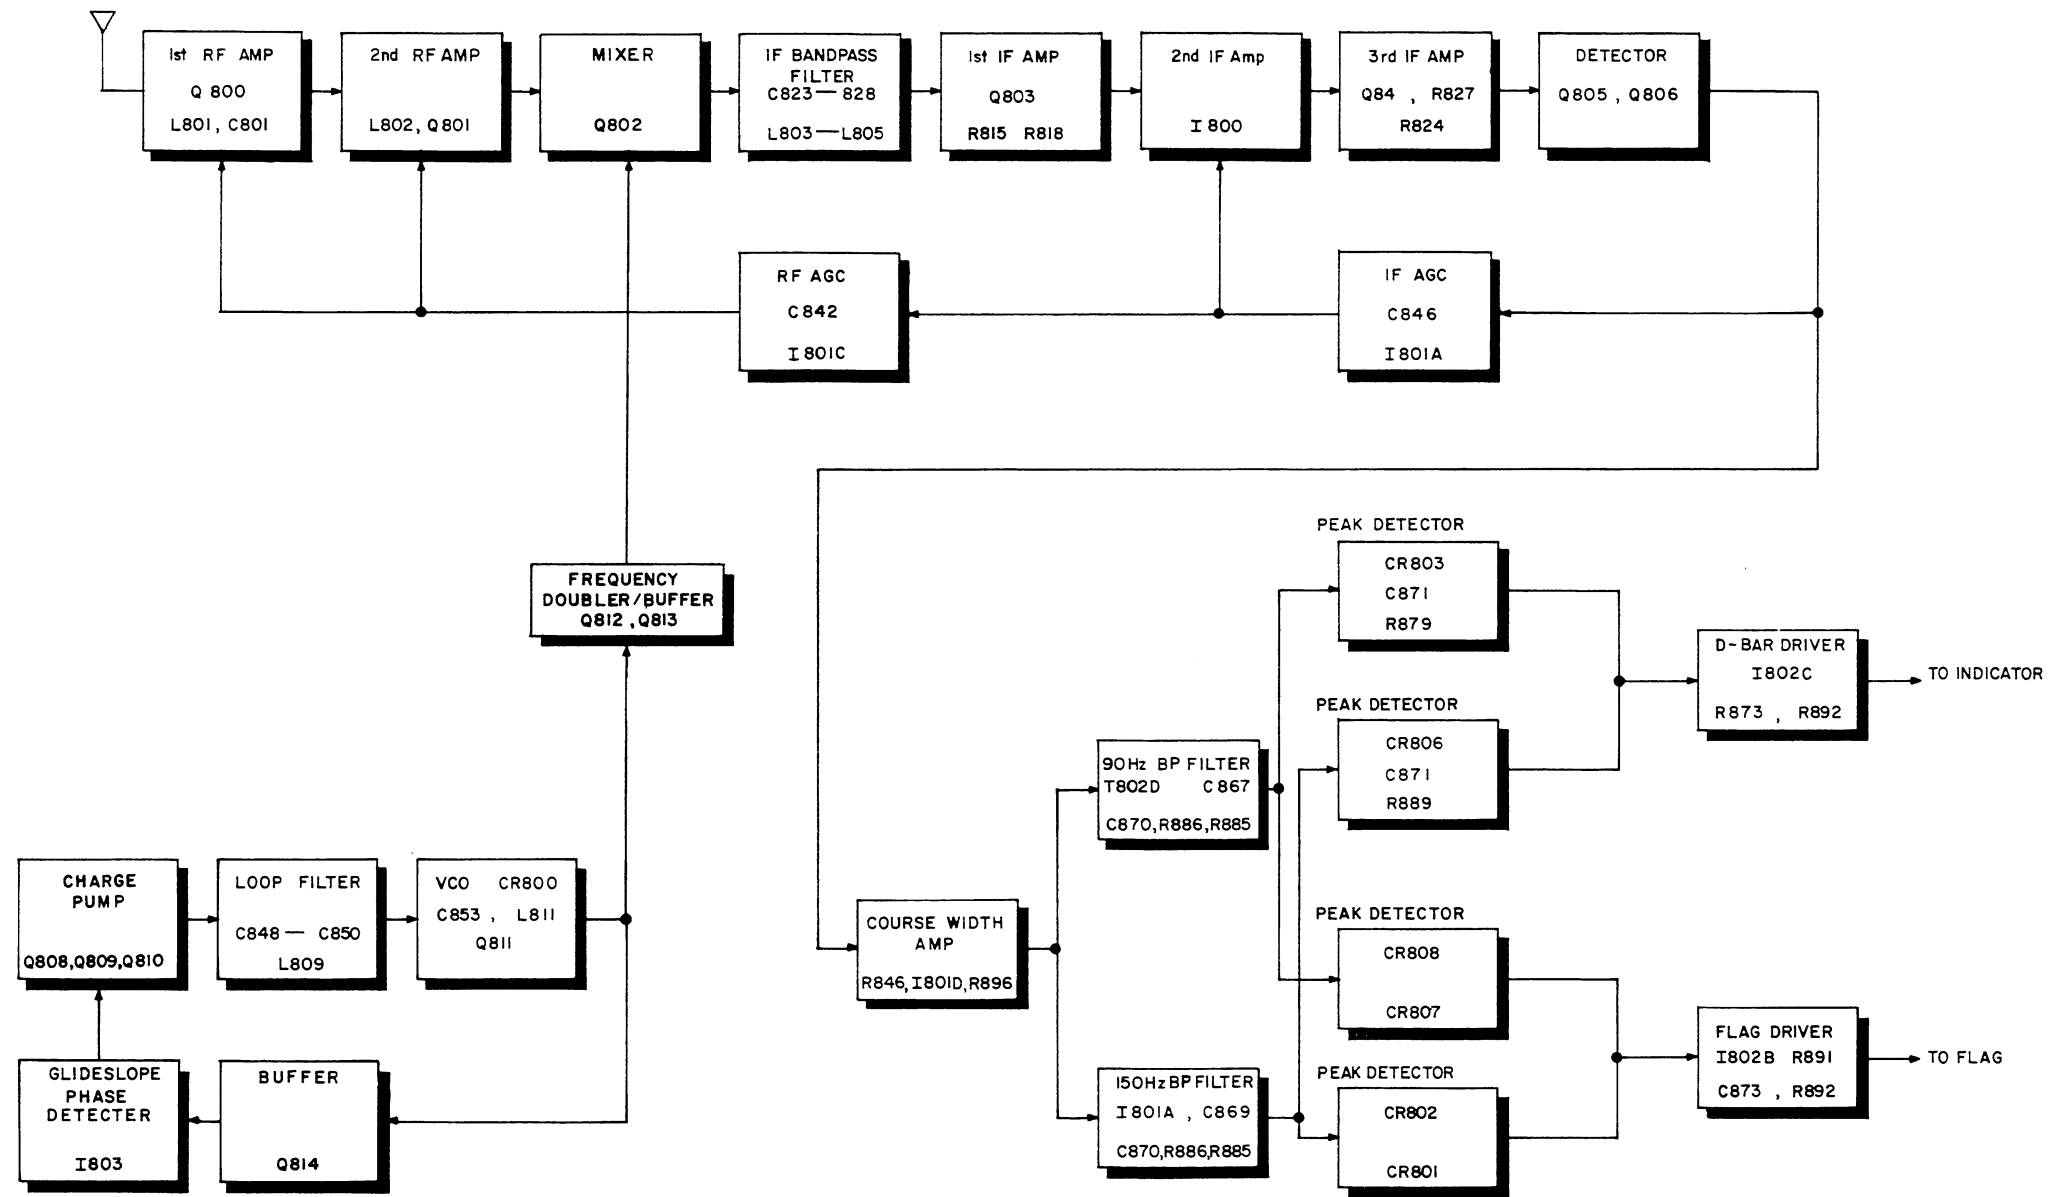 1st RF AMP
Q 800
L801, C801
2nd RF AMP
L802, Q801
MIXER
Q802
IF BANDPASS
FILTER
C823—828
L803—L805
1st IF AMP
Q803
R815 R818
2nd IF Amp
I800
3rd IF AMP
Q84 , R827
R824
DETECTOR
Q805 , Q806
RF AGC
C842
I801C
IF AGC
C846
I801A
FREQUENCY
DOUBLER/BUFFER
Q812 , Q813
PEAK DETECTOR
CR803
C871
R879
PEAK DETECTOR
CR806
C871
R889
D-BAR DRIVER
I802C
R873 , R892
TO INDICATOR
90Hz BP FILTER
T802D C867
C870,R886,R885
CHARGE
PUMP
Q808,Q809,Q810
LOOP FILTER
C848— C850
L809
VCO CR800
C853 , L811
Q811
COURSE WIDTH
AMP
R846,I801D,R896
PEAK DETECTOR
CR808
CR807
FLAG DRIVER
I802B R891
C873 , R892
TO FLAG
GLIDESLOPE
PHASE
DETECTER
I803
BUFFER
Q814
150Hz BP FILTER
I801A , C869
C870,R886,R885
PEAK DETECTOR
CR802
CR801